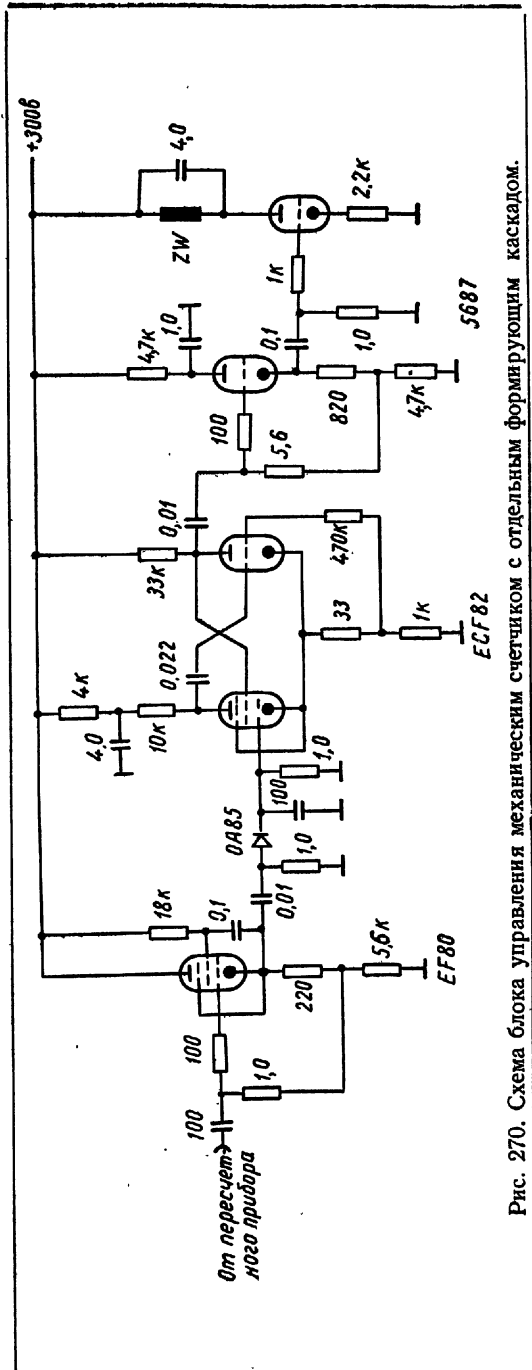 +300в
От пересчет-
ного прибора
100
100
1,0
18к
0,1
0,01
220
5,6к
EF80
1,0
ОА85
100
1,0
4к
4,0
10к
0,022
33к
0,01
470к
33
1к
ECF82
100
5,6
4,7к
1,0
0,1
820
4,7к
5687
1к
1,0
ZW
4,0
2,2к
Рис. 270. Схема блока управления механическим счетчиком с отдельным формирующим каскадом.